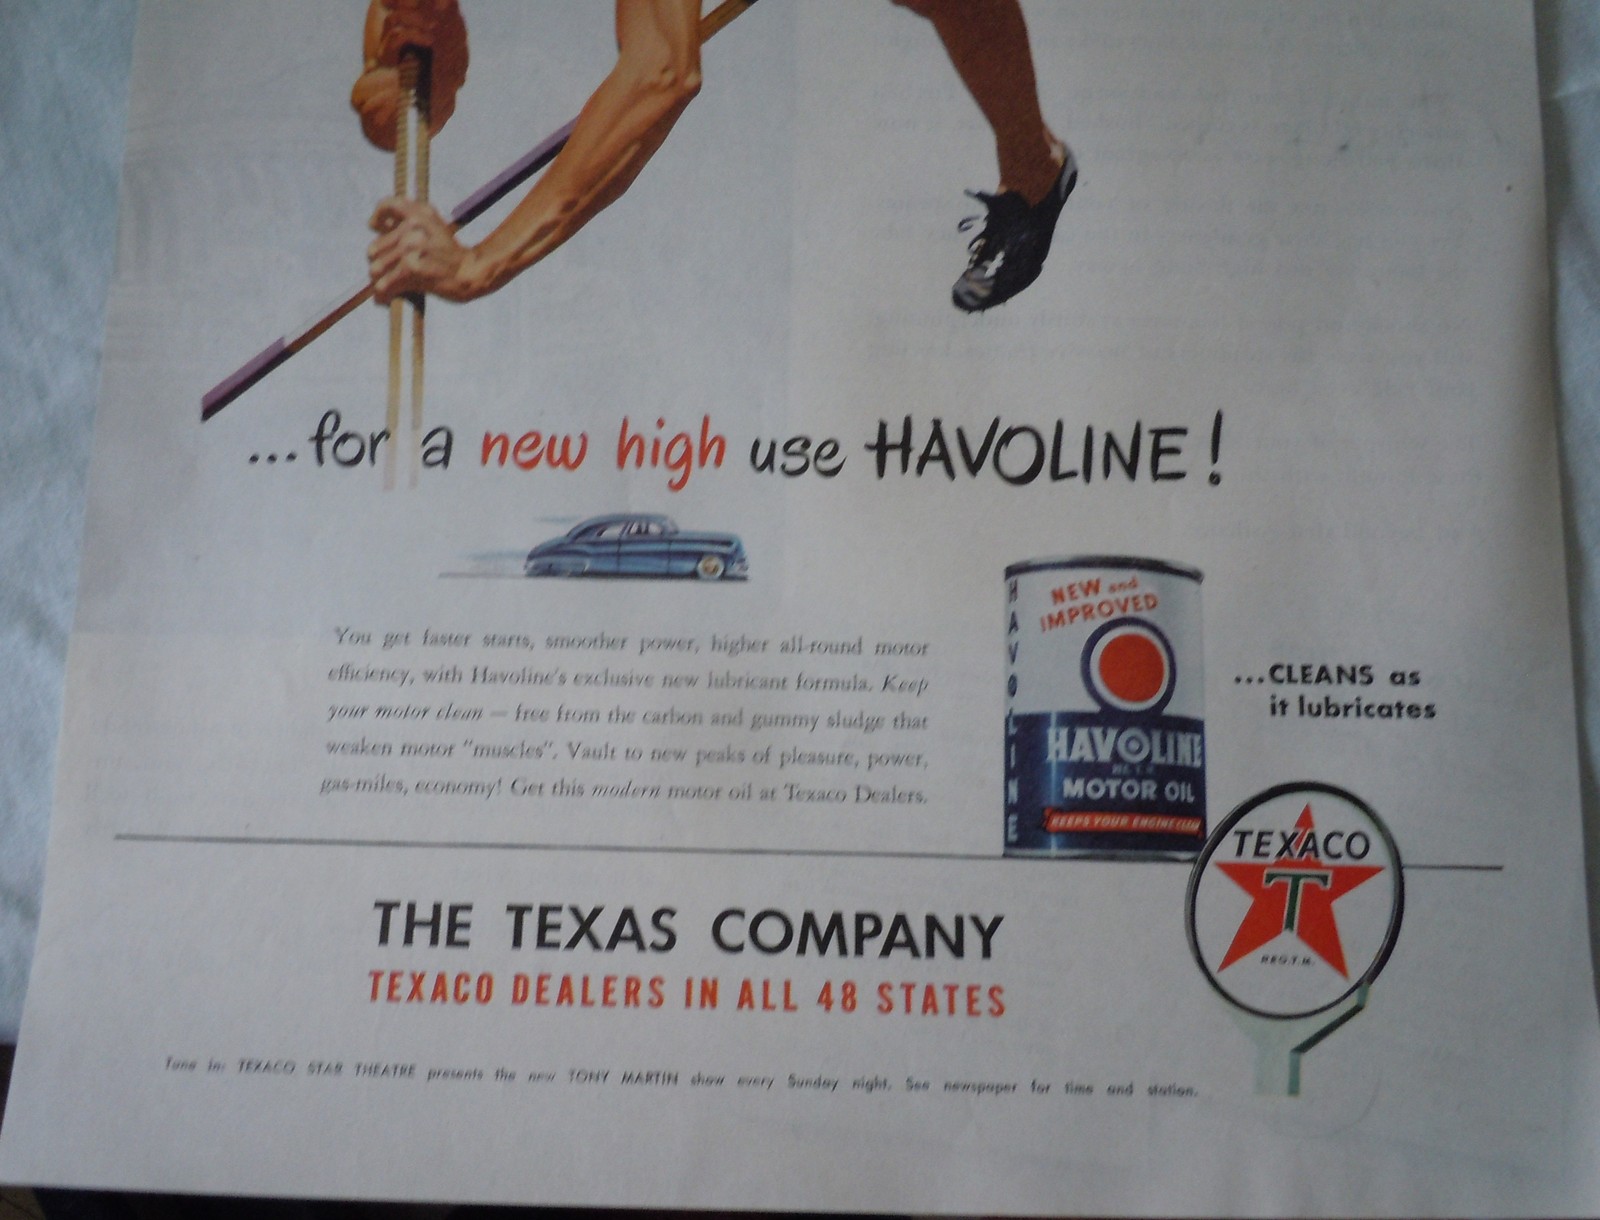 ...for a new high use HAVOLINE!
You get faster starts, smoother power, higher all-round motor
efficiency, with Havoline's exclusive new lubricant formula. Keep
your motor clean — free from the carbon and gummy sludge that
weaken motor "muscles". Vault to new peaks of pleasure, power,
gas-miles, economy! Get this modern motor oil at Texaco Dealers.
HAVOLINE
NEW and
IMPROVED
HAVOLINE
MOTOR OIL
KEEPS YOUR ENGINE CLEAN
...CLEANS as
it lubricates
TEXACO
T
REG. T.M.
THE TEXAS COMPANY
TEXACO DEALERS IN ALL 48 STATES
Tune in: TEXACO STAR THEATRE presents the new TONY MARTIN show every Sunday night. See newspaper for time and station.